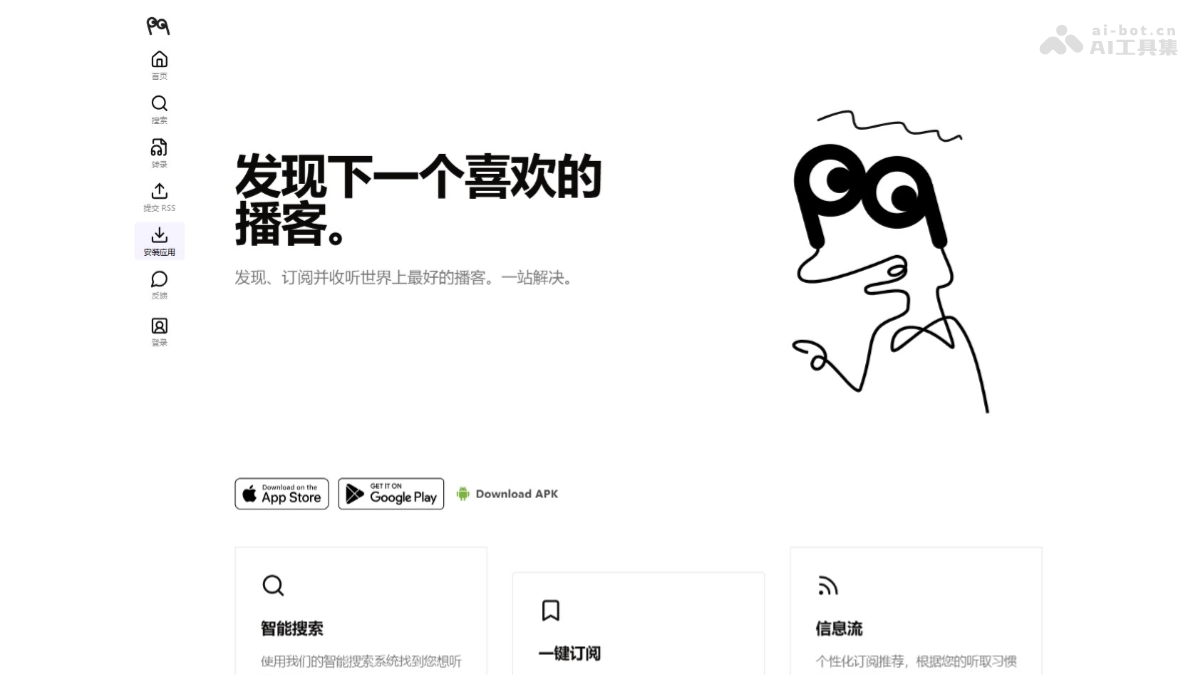 ai-bot.cn
AI工具集
首页
搜索
转录
提交 RSS
安装应用
反馈
登录
发现下一个喜欢的
播客。
发现、订阅并收听世界上最好的播客。一站解决。
Download on the
App Store
GET IT ON
Google Play
Download APK
智能搜索
使用我们的智能搜索系统找到您想听
一键订阅
信息流
个性化订阅推荐，根据您的听取习惯